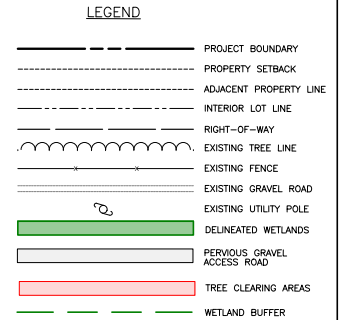 LEGEND
PROJECT BOUNDARY
PROPERTY SETBACK
ADJACENT PROPERTY LINE
INTERIOR LOT LINE
RIGHT-OF-WAY
EXISTING TREE LINE
EXISTING FENCE
EXISTING GRAVEL ROAD
EXISTING UTILITY POLE
DELINEATED WETLANDS
PERVIOUS GRAVEL
ACCESS ROAD
TREE CLEARING AREAS
WETLAND BUFFER